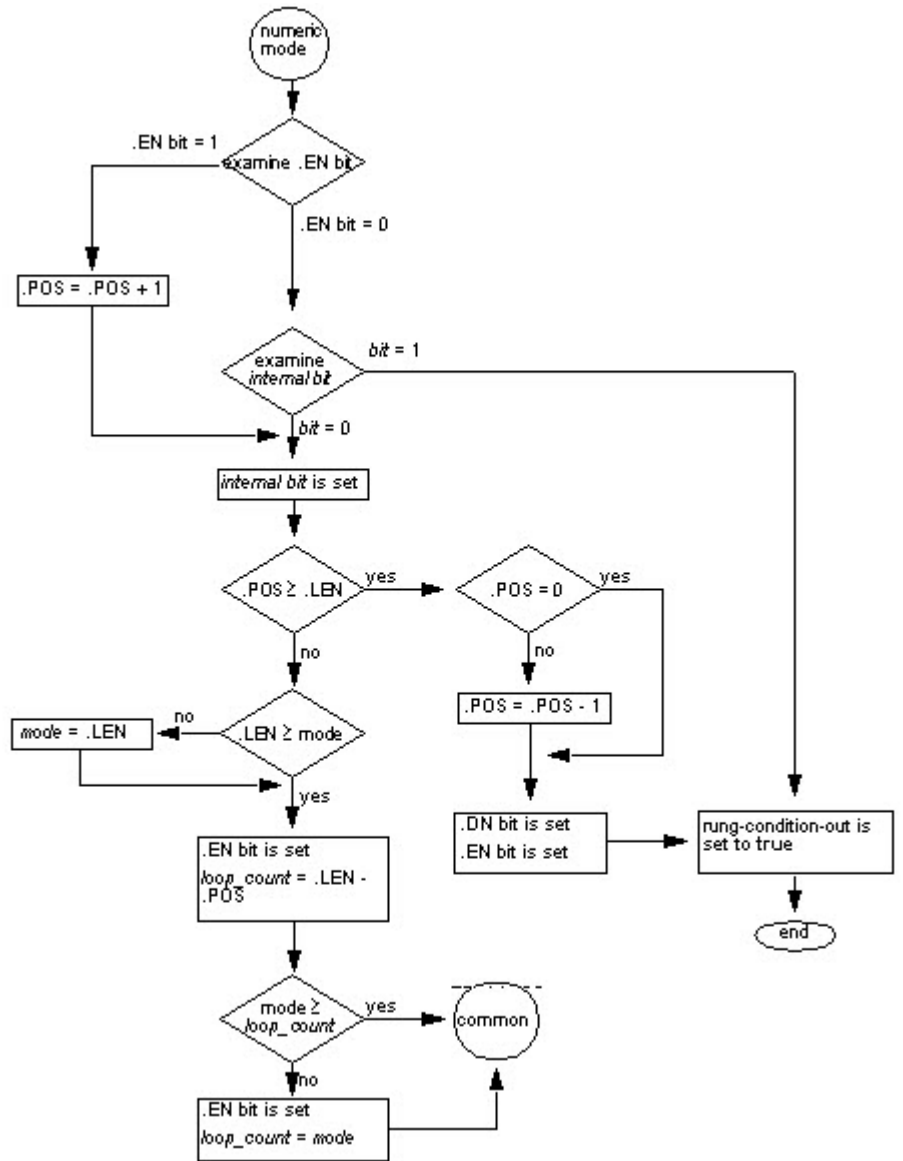 numeric
mode
.EN bit = 1
examine .EN bit
.EN bit = 0
.POS = .POS + 1
examine
internal bit
bit = 1
bit = 0
internal bit is set
.POS ≥ .LEN
yes
.POS = 0
yes
no
no
.POS = .POS - 1
mode = .LEN
no
.LEN ≥ mode
yes
.EN bit is set
loop_count = .LEN -
.POS
.DN bit is set
.EN bit is set
rung-condition-out is
set to true
end
mode ≥
loop_count
yes
common
no
.EN bit is set
loop_count = mode